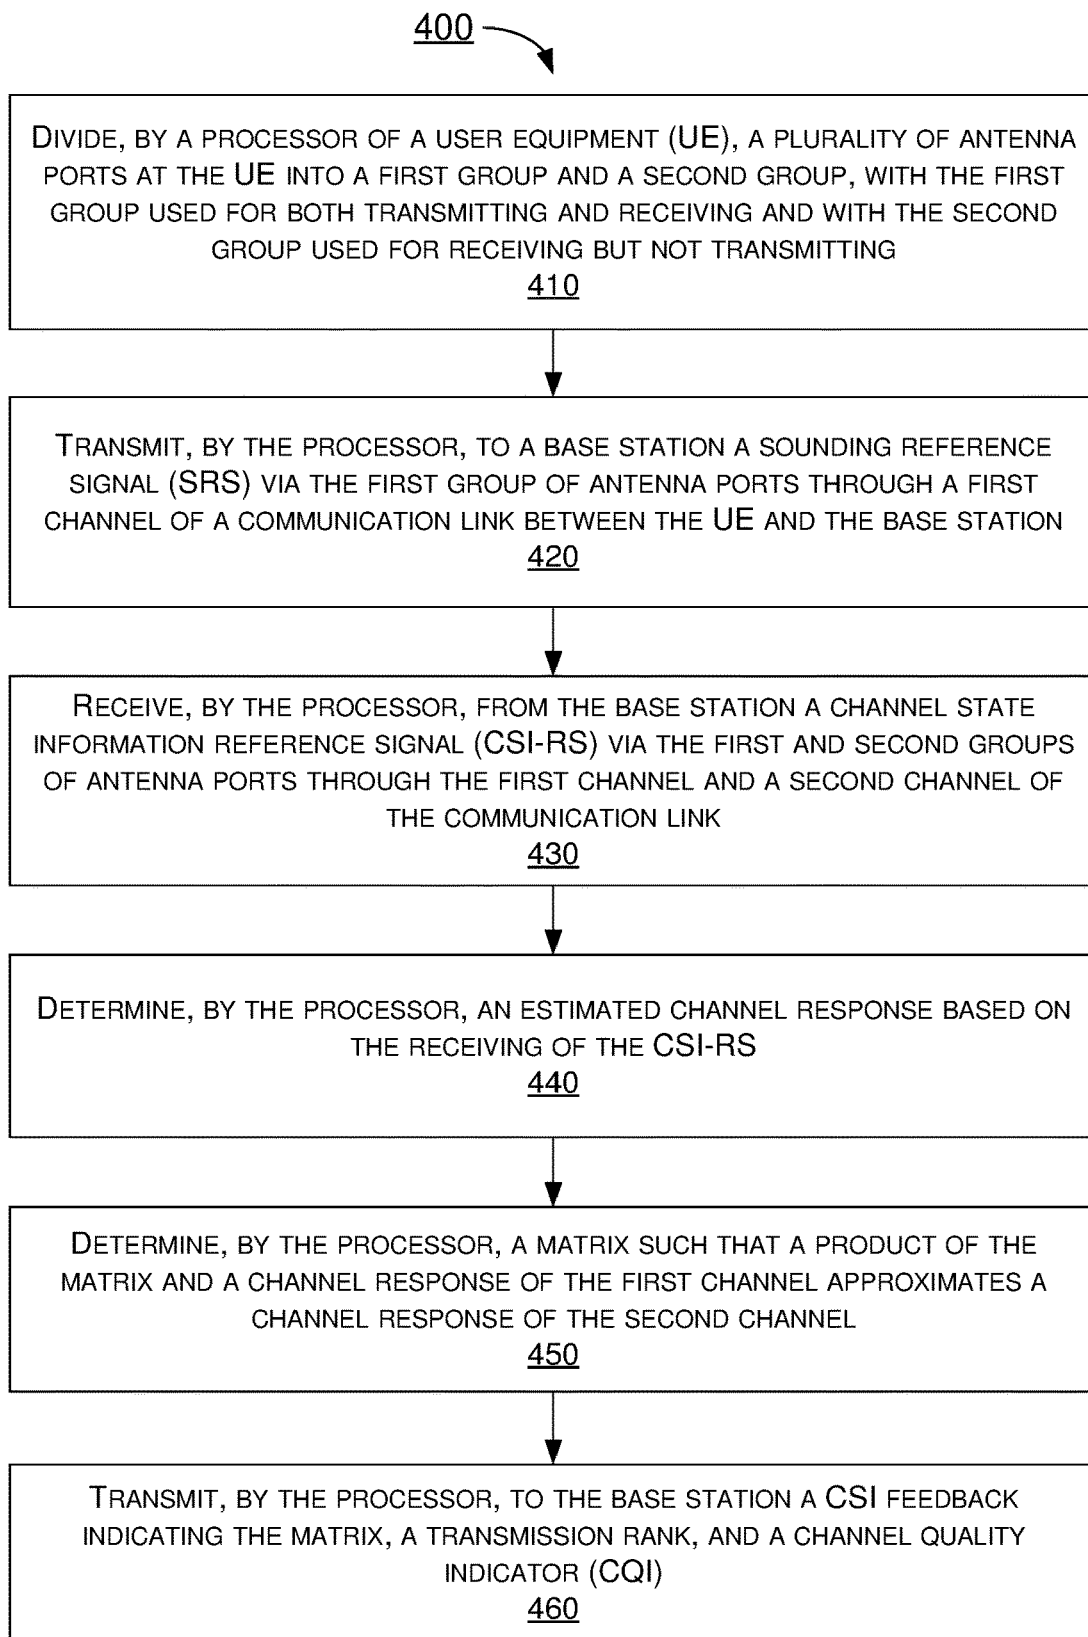 400
DIVIDE, BY A PROCESSOR OF A USER EQUIPMENT (UE), A PLURALITY OF ANTENNA
PORTS AT THE UE INTO A FIRST GROUP AND A SECOND GROUP, WITH THE FIRST
GROUP USED FOR BOTH TRANSMITTING AND RECEIVING AND WITH THE SECOND
GROUP USED FOR RECEIVING BUT NOT TRANSMITTING
410
TRANSMIT, BY THE PROCESSOR, TO A BASE STATION A SOUNDING REFERENCE
SIGNAL (SRS) VIA THE FIRST GROUP OF ANTENNA PORTS THROUGH A FIRST
CHANNEL OF A COMMUNICATION LINK BETWEEN THE UE AND THE BASE STATION
420
RECEIVE, BY THE PROCESSOR, FROM THE BASE STATION A CHANNEL STATE
INFORMATION REFERENCE SIGNAL (CSI-RS) VIA THE FIRST AND SECOND GROUPS
OF ANTENNA PORTS THROUGH THE FIRST CHANNEL AND A SECOND CHANNEL OF
THE COMMUNICATION LINK
430
DETERMINE, BY THE PROCESSOR, AN ESTIMATED CHANNEL RESPONSE BASED ON
THE RECEIVING OF THE CSI-RS
440
DETERMINE, BY THE PROCESSOR, A MATRIX SUCH THAT A PRODUCT OF THE
MATRIX AND A CHANNEL RESPONSE OF THE FIRST CHANNEL APPROXIMATES A
CHANNEL RESPONSE OF THE SECOND CHANNEL
450
TRANSMIT, BY THE PROCESSOR, TO THE BASE STATION A CSI FEEDBACK
INDICATING THE MATRIX, A TRANSMISSION RANK, AND A CHANNEL QUALITY
INDICATOR (CQI)
460